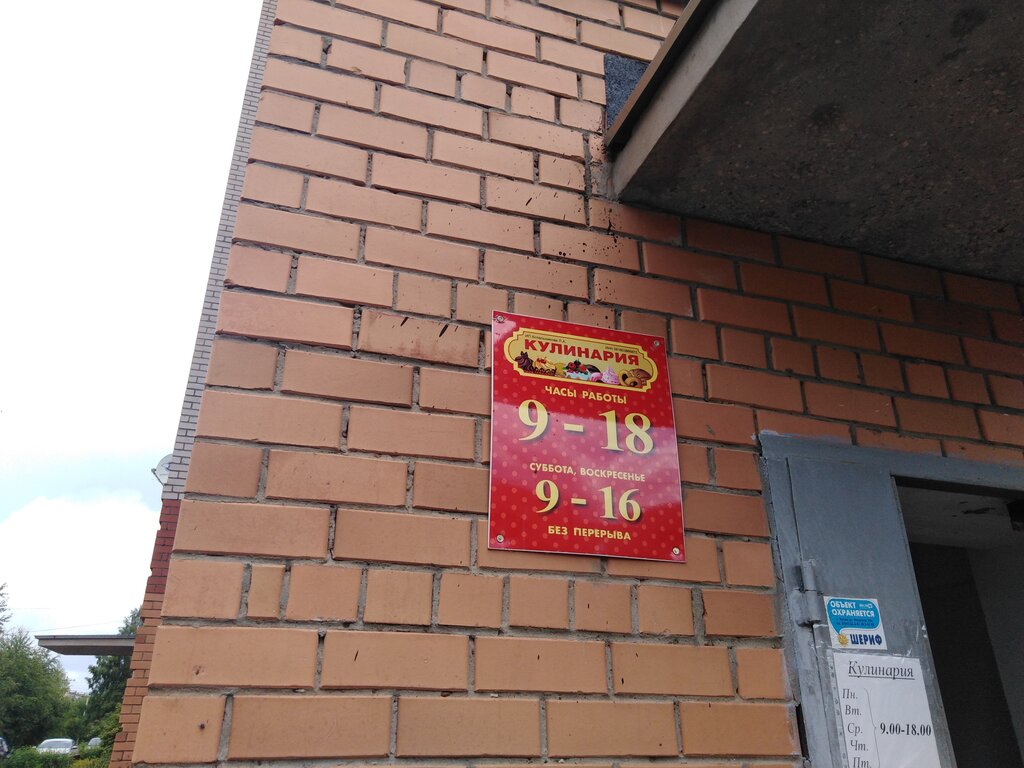 КУЛИНАРИЯ
ЧАСЫ РАБОТЫ
9 - 18
СУББОТА, ВОСКРЕСЕНЬЕ
9 - 16
БЕЗ ПЕРЕРЫВА
ОБЪЕКТ
ОХРАНЯЕТСЯ
ШЕРИФ
Кулинария
Пн.
Вт.
Ср. 9.00-18.00
Чт.
Пт.